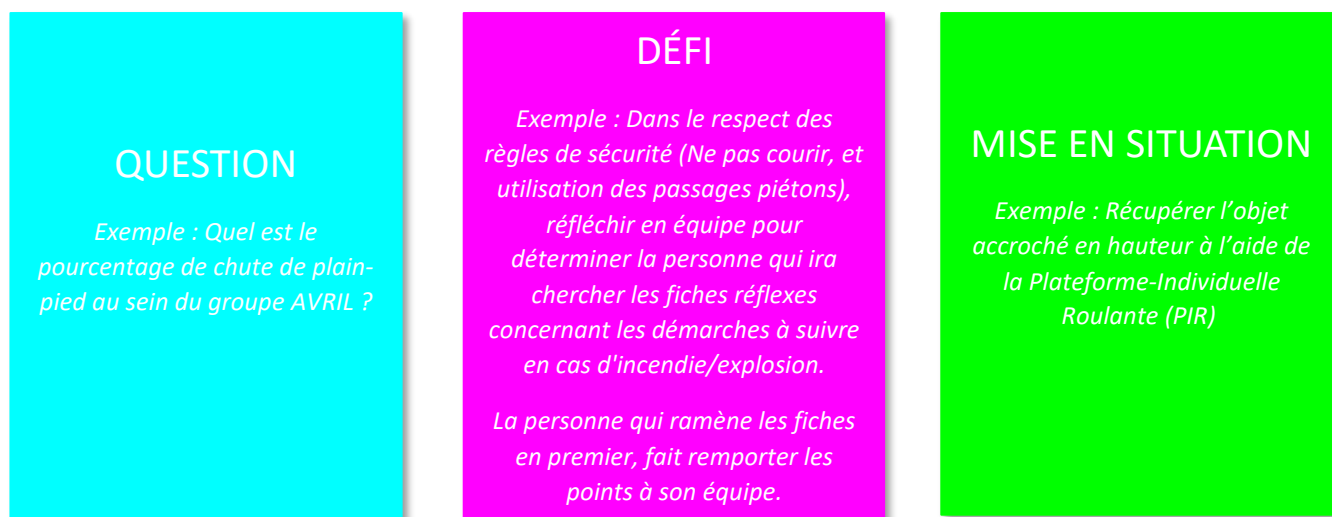 QUESTION
Exemple : Quel est le
pourcentage de chute de plain-
pied au sein du groupe AVRIL ?
DÉFI
Exemple : Dans le respect des
règles de sécurité (Ne pas courir, et
utilisation des passages piétons),
réfléchir en équipe pour
déterminer la personne qui ira
chercher les fiches réflexes
concernant les démarches à suivre
en cas d'incendie/explosion.
La personne qui ramène les fiches
en premier, fait remporter les
points à son équipe.
MISE EN SITUATION
Exemple : Récupérer l’objet
accroché en hauteur à l’aide de
la Plateforme-Individuelle
Roulante (PIR)